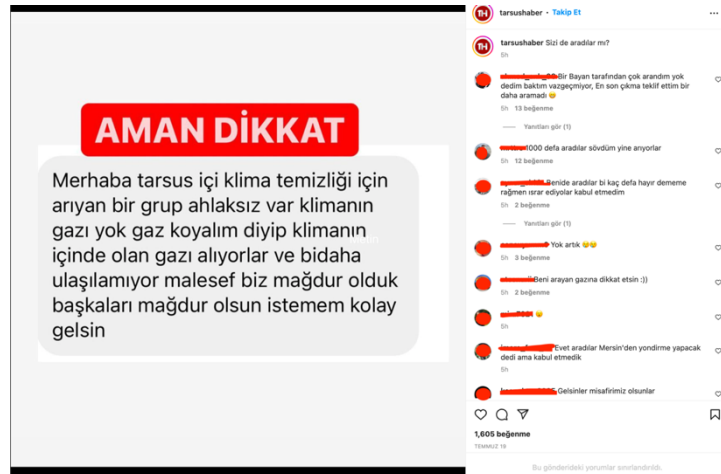 AMAN DİKKAT
Merhaba tarsus içi klima temizliği için
arıyan bir grup ahlaksız var klimanın
gazı yok gaz koyalım diyip klimanın
içinde olan gazı alıyorlar ve bidaha
ulaşılamıyor malesef biz mağdur olduk
başkaları mağdur olsun istemem kolay
gelsin
tarsushaber • Takip Et
tarsushaber Sizi de aradılar mı?
5h
Bir Bayan tarafından çok arandım yok
dedim baktım vazgeçmiyor, En son çıkma teklif ettim bir
daha aramadı
5h 13 beğenme
Yanıtları gör (1)
1000 defa aradılar sövdüm yine arıyorlar
5h 12 beğenme
Benide aradılar bi kaç defa hayır dememe
rağmen ısrar ediyolar kabul etmedim
5h 2 beğenme
Yanıtları gör (1)
Yok artık 😂😂
5h 3 beğenme
Beni arayan gazına dikkat etsin :))
5h 2 beğenme
5h
Evet aradılar Mersin'den yondirme yapacak
dedi ama kabul etmedik
5h
Gelsinler misafirimiz olsunlar
1,605 beğenme
TEMMUZ 19
Bu gönderideki yorumlar sınırlandırıldı.